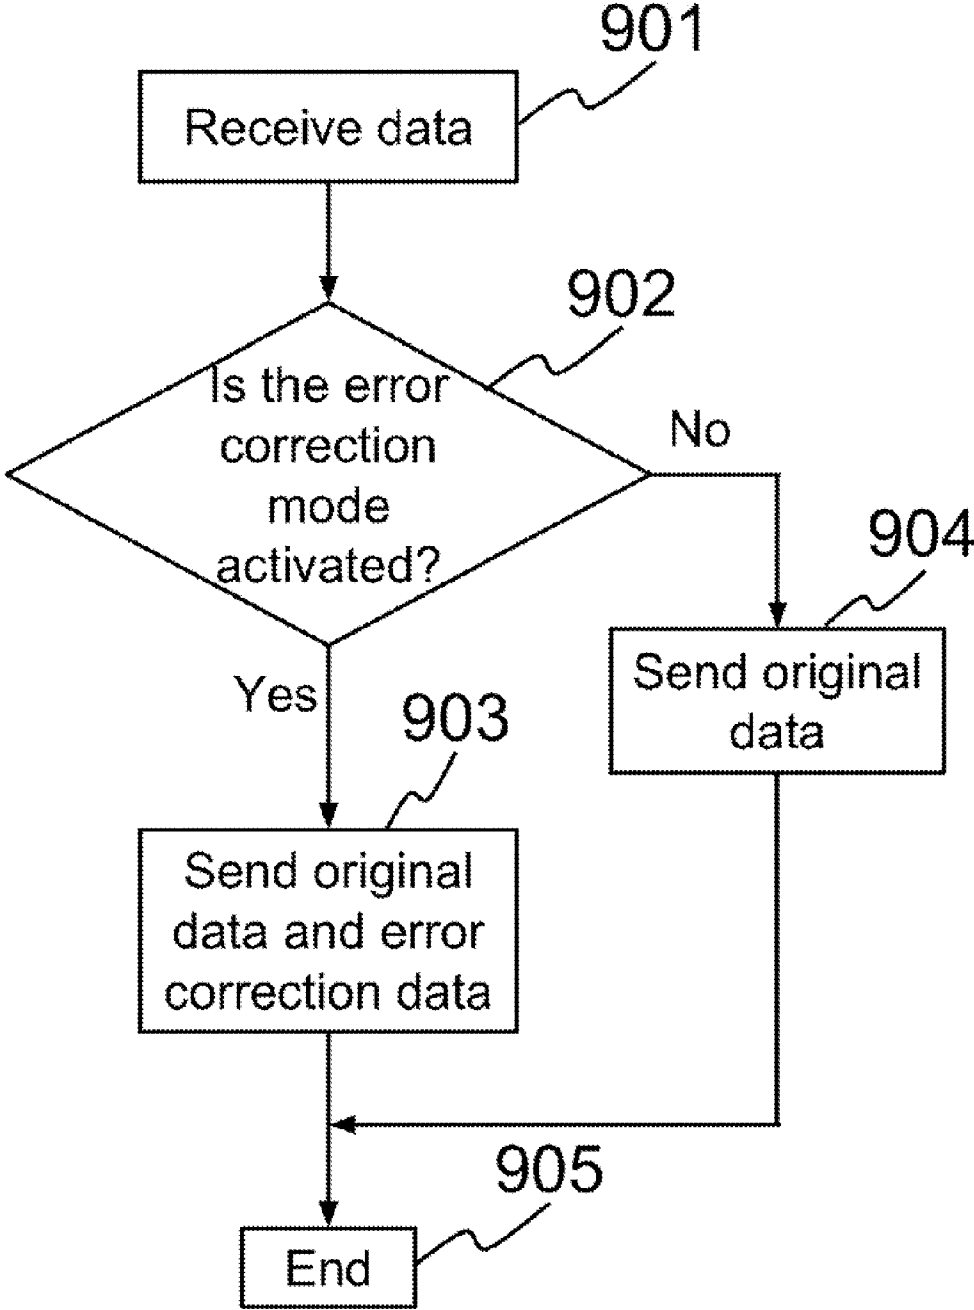 901
Receive data
902
Is the error
correction
mode
activated?
No
904
Send original
data
Yes
903
Send original
data and error
correction data
905
End